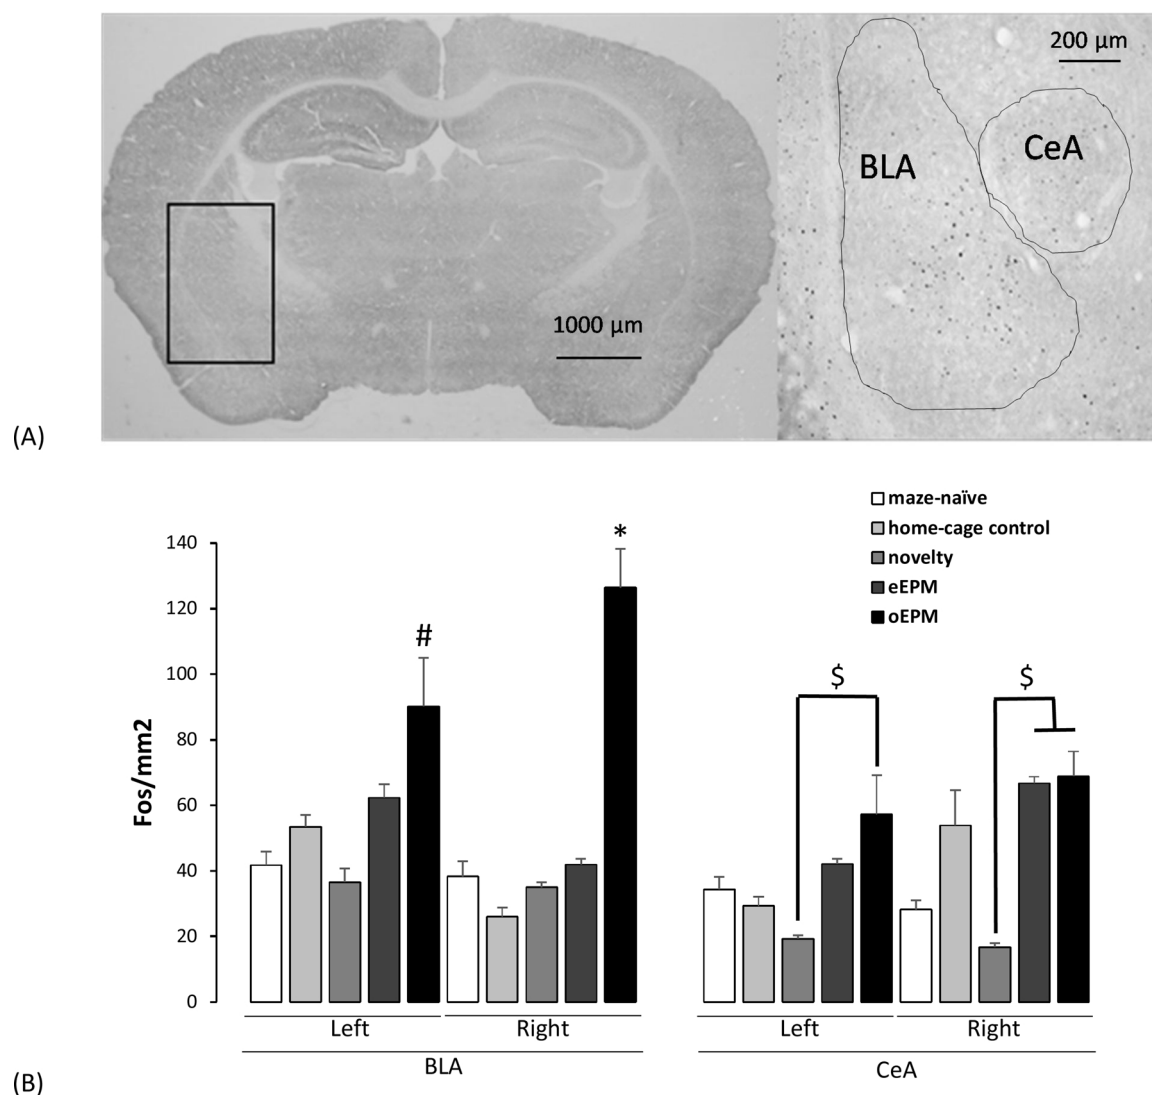 200 µm
CeA
BLA
1000 µm
(A)
maze-naïve
home-cage control
novelty
eEPM
oEPM
140
120
100
80
60
40
20
0
Fos/mm2
#
*
$
$
Left
Right
Left
Right
BLA
CeA
(B)